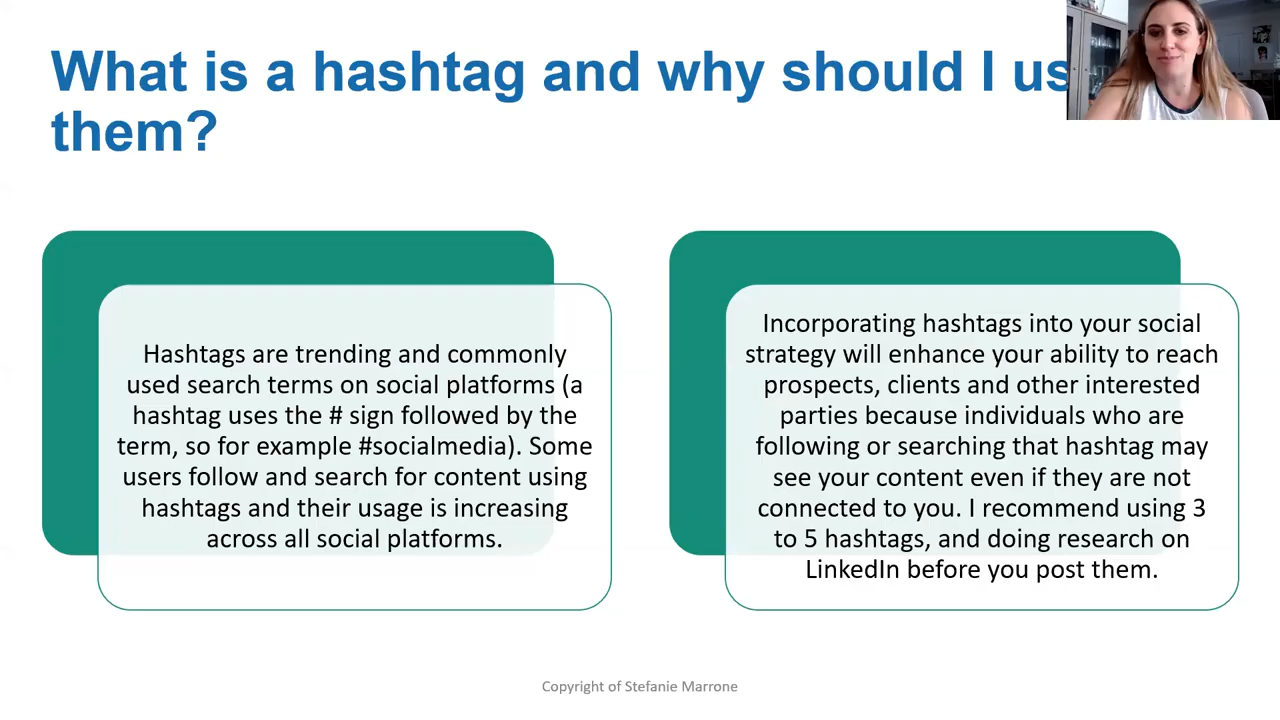 What is a hashtag and why should I us
them?
Hashtags are trending and commonly
used search terms on social platforms (a
hashtag uses the # sign followed by the
term, so for example #socialmedia). Some
users follow and search for content using
hashtags and their usage is increasing
across all social platforms.
Incorporating hashtags into your social
strategy will enhance your ability to reach
prospects, clients and other interested
parties because individuals who are
following or searching that hashtag may
see your content even if they are not
connected to you. I recommend using 3
to 5 hashtags, and doing research on
LinkedIn before you post them.
Copyright of Stefanie Marrone